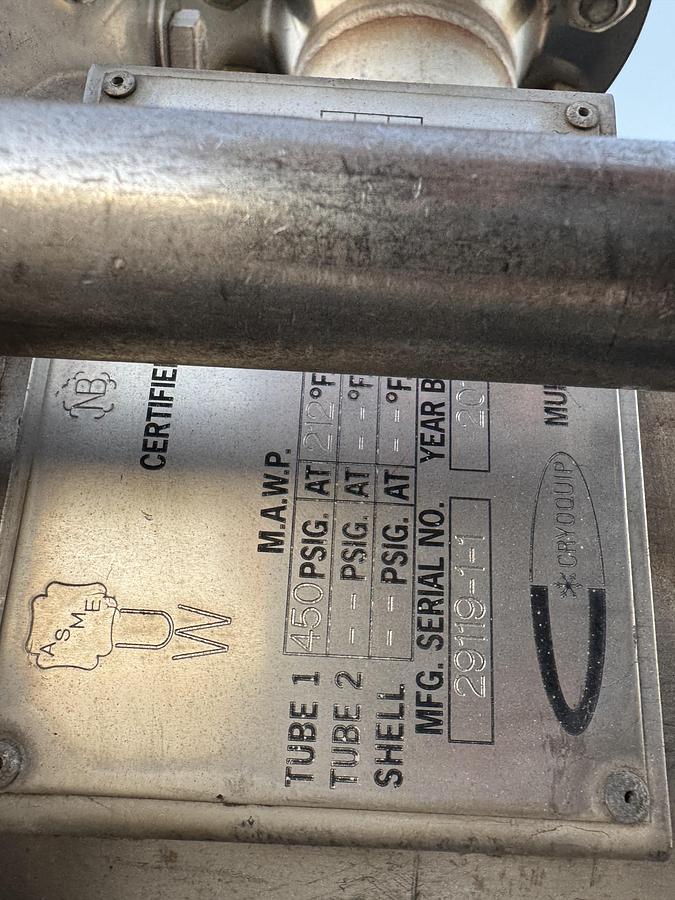 NB
CERTIFIE
ASME
U
W
M.A.W.P.
TUBE 1 450 PSIG. AT 212 °F
TUBE 2 -- PSIG. AT -- °F
SHELL -- PSIG. AT -- °F
MFG. SERIAL NO. YEAR B
29119-1-1 20
CRYOQUIP MUR